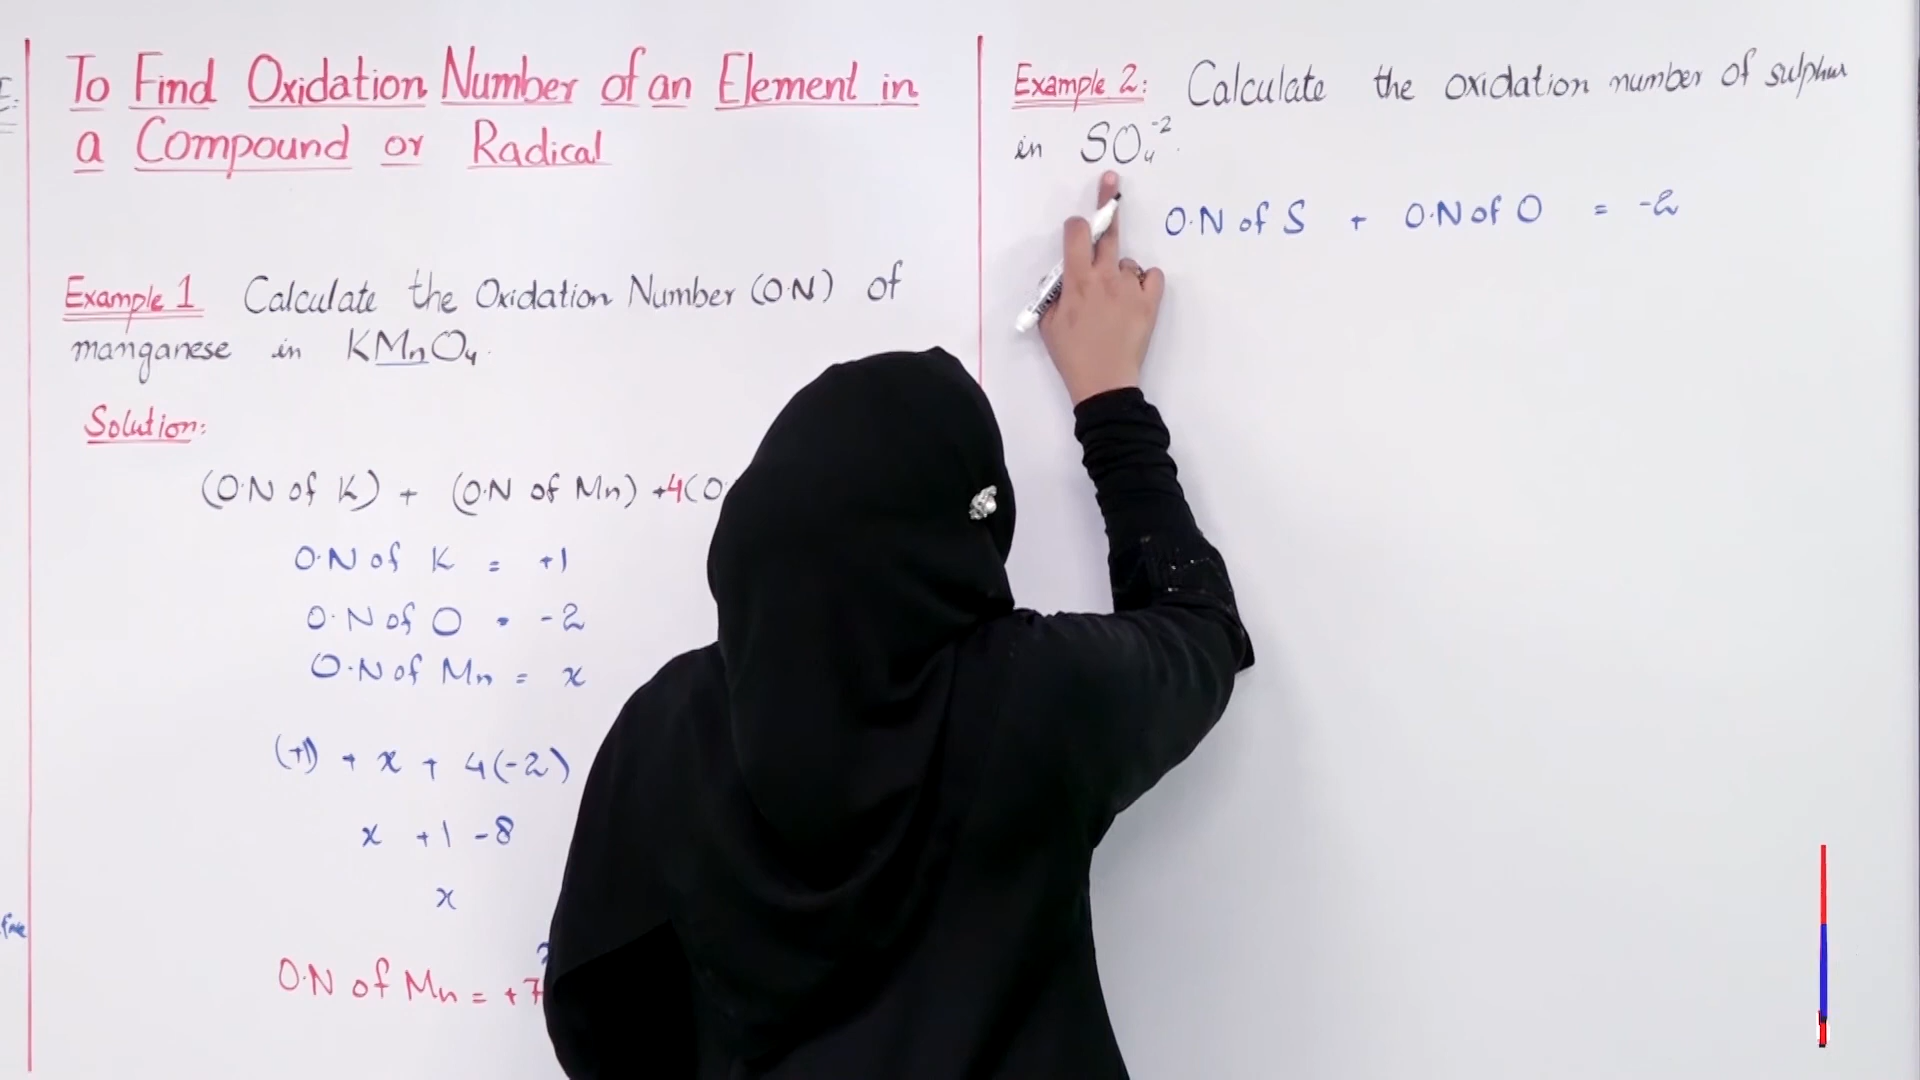 To Find Oxidation Number of an Element in
a Compound or Radical
Example 1 Calculate the Oxidation Number (O.N) of
manganese in KMnO₄.
Solution:
(O.N of K) + (O.N of Mn) +4(O.
O.N of K = +1
O.N of O = -2
O.N of Mn = x
(+1) + x + 4(-2)
x +1 -8
x
O.N of Mn = +7
Example 2: Calculate the oxidation number of sulphur
in SO₄⁻².
O.N of S + O.N of O = -2